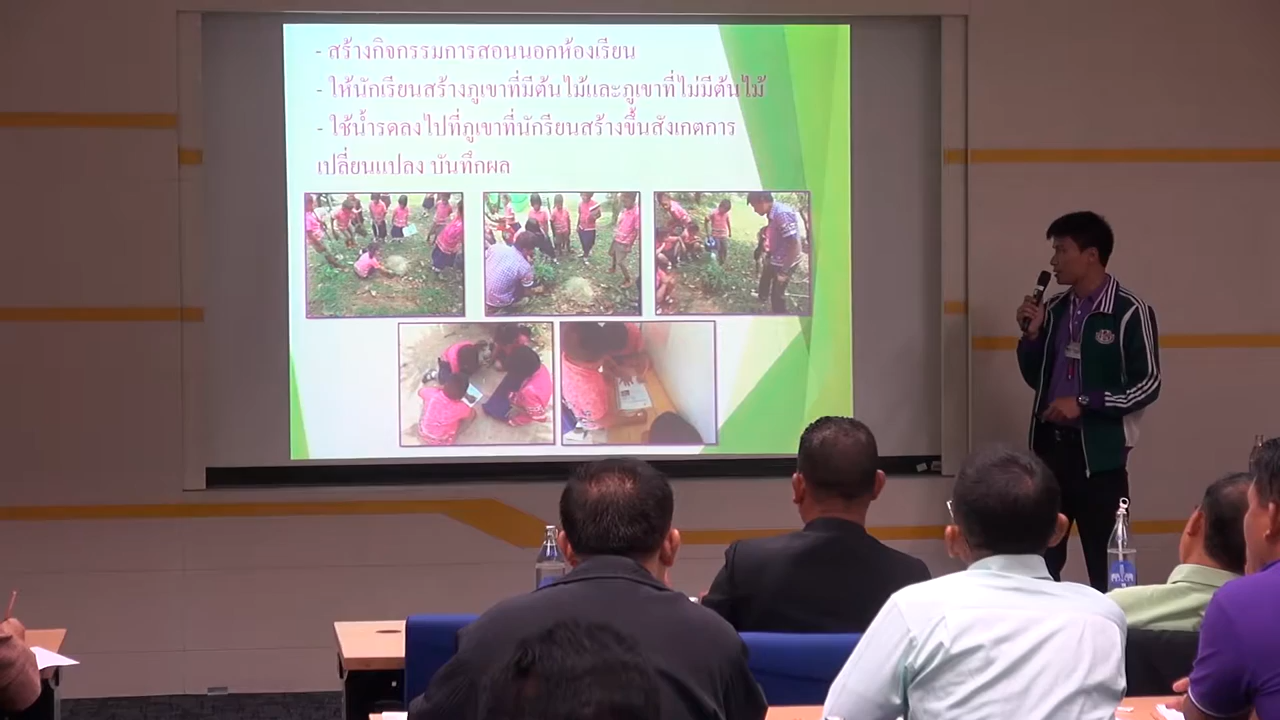 - สร้างกิจกรรมการสอนนอกห้องเรียน
- ให้นักเรียนสร้างภูเขาที่มีต้นไม้และภูเขาที่ไม่มีต้นไม้
- ใช้น้ำรดลงไปที่ภูเขาที่นักรียนสร้างขึ้นสังเกตการ
เปลี่ยนแปลง บันทึกผล